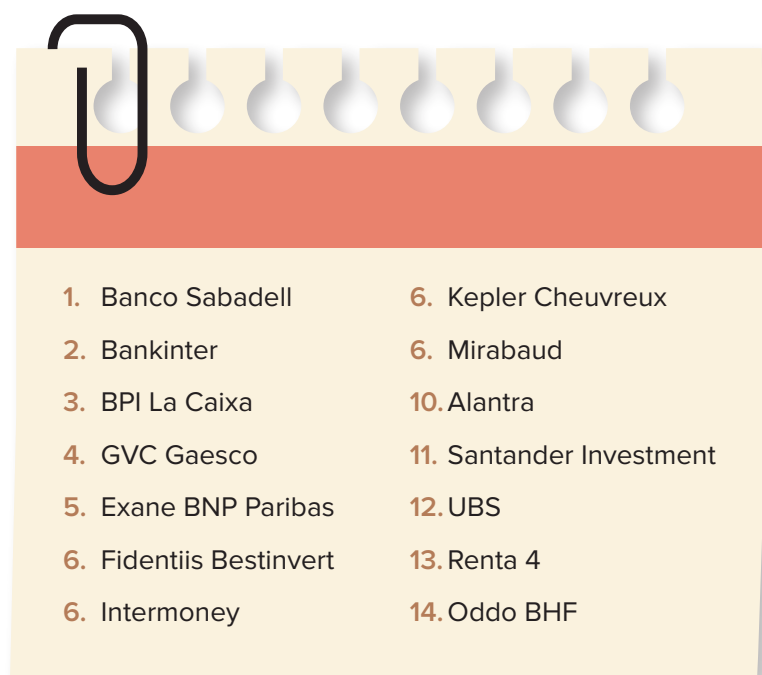 1. Banco Sabadell
2. Bankinter
3. BPI La Caixa
4. GVC Gaesco
5. Exane BNP Paribas
6. Fidentiis Bestinvert
6. Intermoney
6. Kepler Cheuvreux
6. Mirabaud
10. Alantra
11. Santander Investment
12. UBS
13. Renta 4
14. Oddo BHF